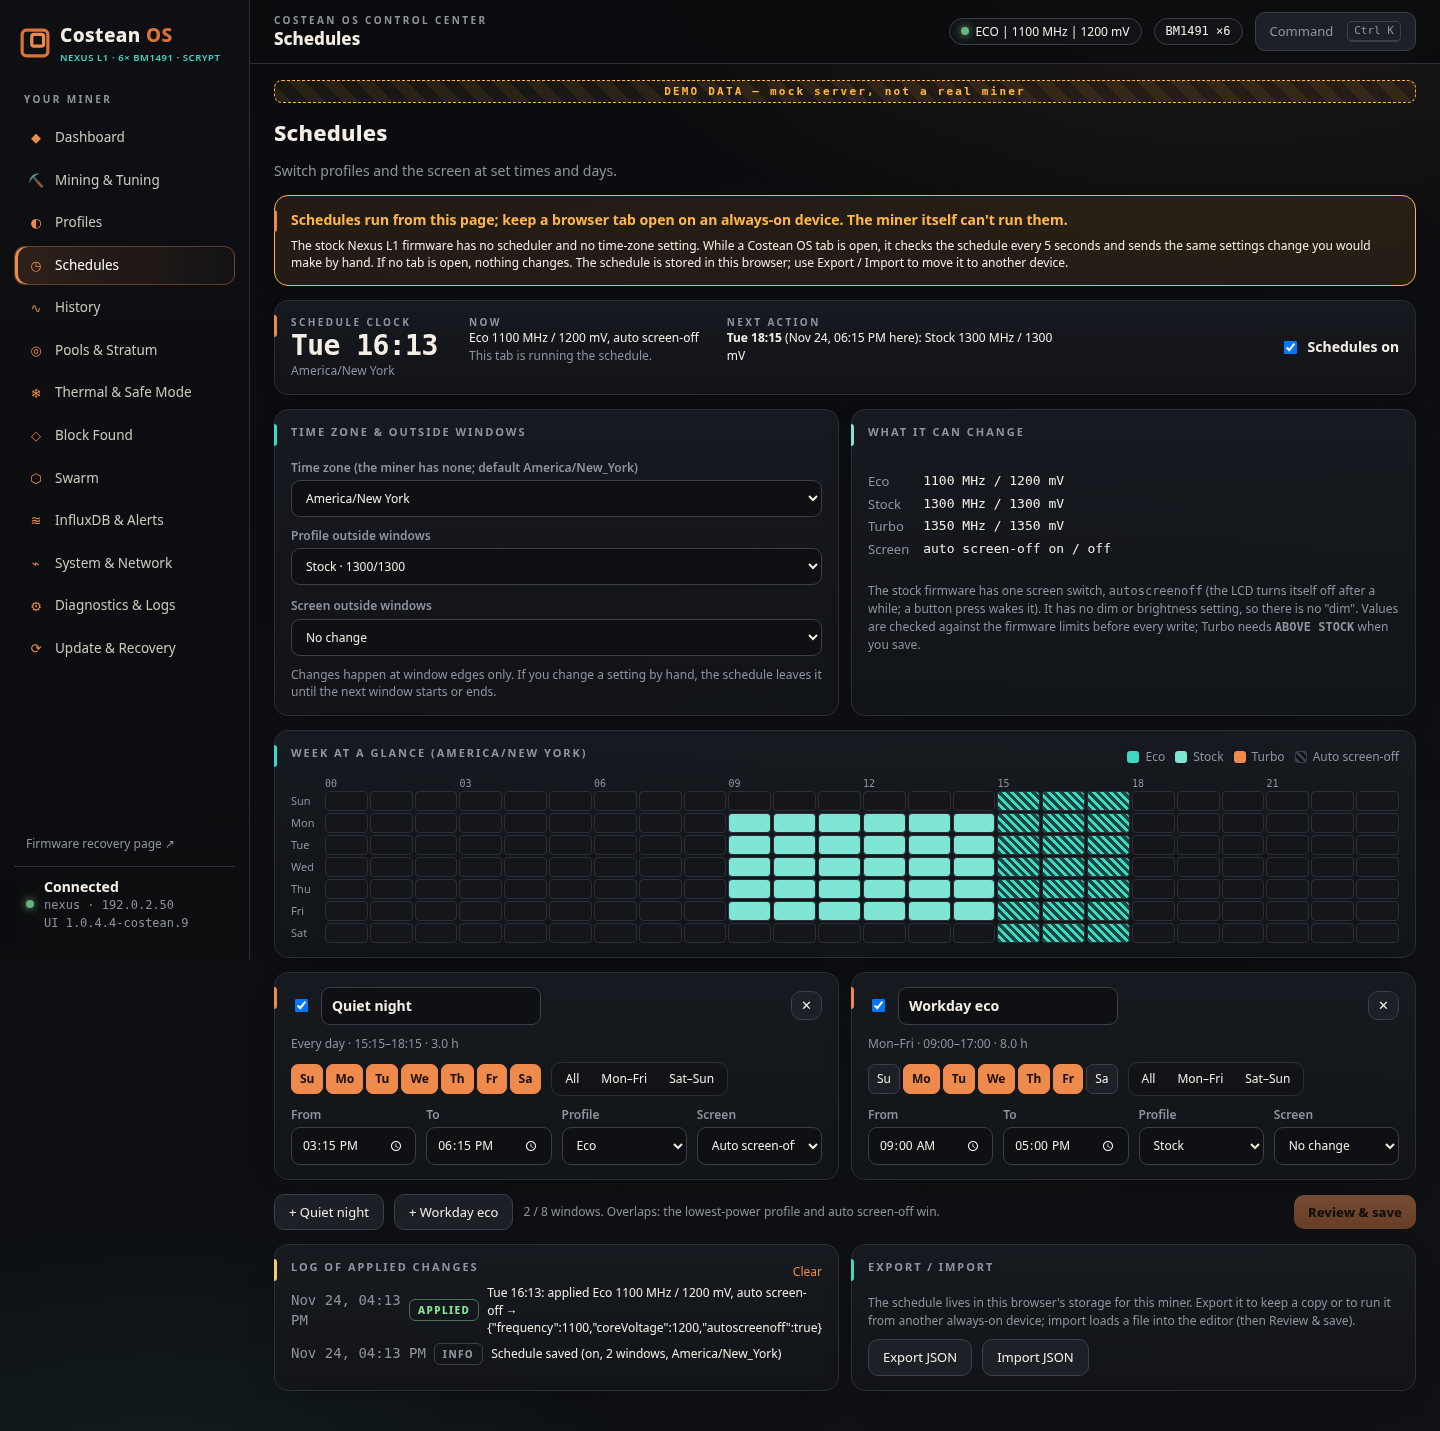 Costean OS
NEXUS L1 · 6× BM1491 · SCRYPT
YOUR MINER
Dashboard
Mining & Tuning
Profiles
Schedules
History
Pools & Stratum
Thermal & Safe Mode
Block Found
Swarm
InfluxDB & Alerts
System & Network
Diagnostics & Logs
Update & Recovery
Firmware recovery page ↗
Connected
nexus · 192.0.2.50
UI 1.0.4.4-costean.9
COSTEAN OS CONTROL CENTER
Schedules
ECO | 1100 MHz | 1200 mV
BM1491 ×6
Command Ctrl K
DEMO DATA — mock server, not a real miner
Schedules
Switch profiles and the screen at set times and days.
Schedules run from this page; keep a browser tab open on an always-on device. The miner itself can't run them.
The stock Nexus L1 firmware has no scheduler and no time-zone setting. While a Costean OS tab is open, it checks the schedule every 5 seconds and sends the same settings change you would
make by hand. If no tab is open, nothing changes. The schedule is stored in this browser; use Export / Import to move it to another device.
SCHEDULE CLOCK
Tue 16:13
America/New York
NOW
Eco 1100 MHz / 1200 mV, auto screen-off
This tab is running the schedule.
NEXT ACTION
Tue 18:15 (Nov 24, 06:15 PM here): Stock 1300 MHz / 1300
mV
Schedules on
TIME ZONE & OUTSIDE WINDOWS
Time zone (the miner has none; default America/New_York)
America/New York
Profile outside windows
Stock · 1300/1300
Screen outside windows
No change
Changes happen at window edges only. If you change a setting by hand, the schedule leaves it
until the next window starts or ends.
WHAT IT CAN CHANGE
Eco 1100 MHz / 1200 mV
Stock 1300 MHz / 1300 mV
Turbo 1350 MHz / 1350 mV
Screen auto screen-off on / off
The stock firmware has one screen switch, autoscreenoff (the LCD turns itself off after a
while; a button press wakes it). It has no dim or brightness setting, so there is no "dim". Values
are checked against the firmware limits before every write; Turbo needs ABOVE STOCK when
you save.
WEEK AT A GLANCE (AMERICA/NEW YORK)
Eco Stock Turbo Auto screen-off
00 03 06 09 12 15 18 21
Sun
Mon
Tue
Wed
Thu
Fri
Sat
Quiet night ✕
Every day · 15:15–18:15 · 3.0 h
Su Mo Tu We Th Fr Sa All Mon–Fri Sat–Sun
From To Profile Screen
03:15 PM 06:15 PM Eco Auto screen-of
Workday eco ✕
Mon–Fri · 09:00–17:00 · 8.0 h
Su Mo Tu We Th Fr Sa All Mon–Fri Sat–Sun
From To Profile Screen
09:00 AM 05:00 PM Stock No change
+ Quiet night
+ Workday eco
2 / 8 windows. Overlaps: the lowest-power profile and auto screen-off win.
Review & save
LOG OF APPLIED CHANGES
Clear
Nov 24, 04:13
PM
APPLIED
Tue 16:13: applied Eco 1100 MHz / 1200 mV, auto screen-
off →
{"frequency":1100,"coreVoltage":1200,"autoscreenoff":true}
Nov 24, 04:13 PM INFO Schedule saved (on, 2 windows, America/New_York)
EXPORT / IMPORT
The schedule lives in this browser's storage for this miner. Export it to keep a copy or to run it
from another always-on device; import loads a file into the editor (then Review & save).
Export JSON
Import JSON